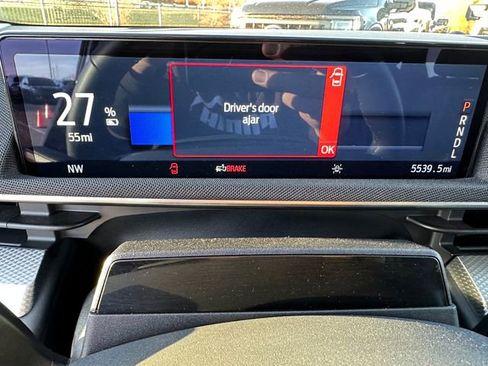 27 %
55mi
Driver's door
ajar
OK
P
R
N
D
L
NW
BRAKE
5539.5mi